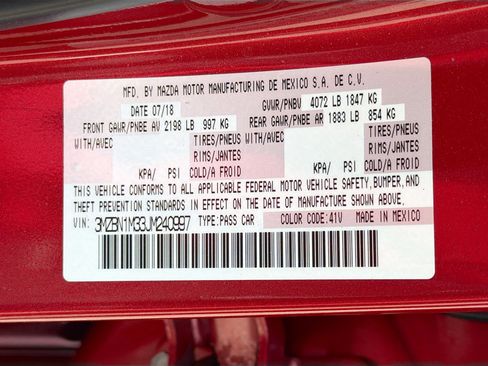 MFD. BY MAZDA MOTOR MANUFACTURING DE MEXICO S.A. DE C.V.
DATE 07/18 GVWR/PNBV 4072 LB 1847 KG
FRONT GAWR/PNBE AV 2198 LB 997 KG REAR GAWR/PNBE AR 1883 LB 854 KG
WITH/AVEC TIRES/PNEUS WITH/AVEC TIRES/PNEUS
RIMS/JANTES RIMS/JANTES
KPA/ PSI COLD/A FROID KPA/ PSI COLD/A FROID
THIS VEHICLE CONFORMS TO ALL APPLICABLE FEDERAL MOTOR VEHICLE SAFETY, BUMPER, AND
THEFT PREVENTION STANDARDS IN EFFECT ON THE DATE OF MANUFACTURE SHOWN ABOVE.
VIN: 3MZBN1M33JM240997 TYPE: PASS CAR COLOR CODE: 41V MADE IN MEXICO